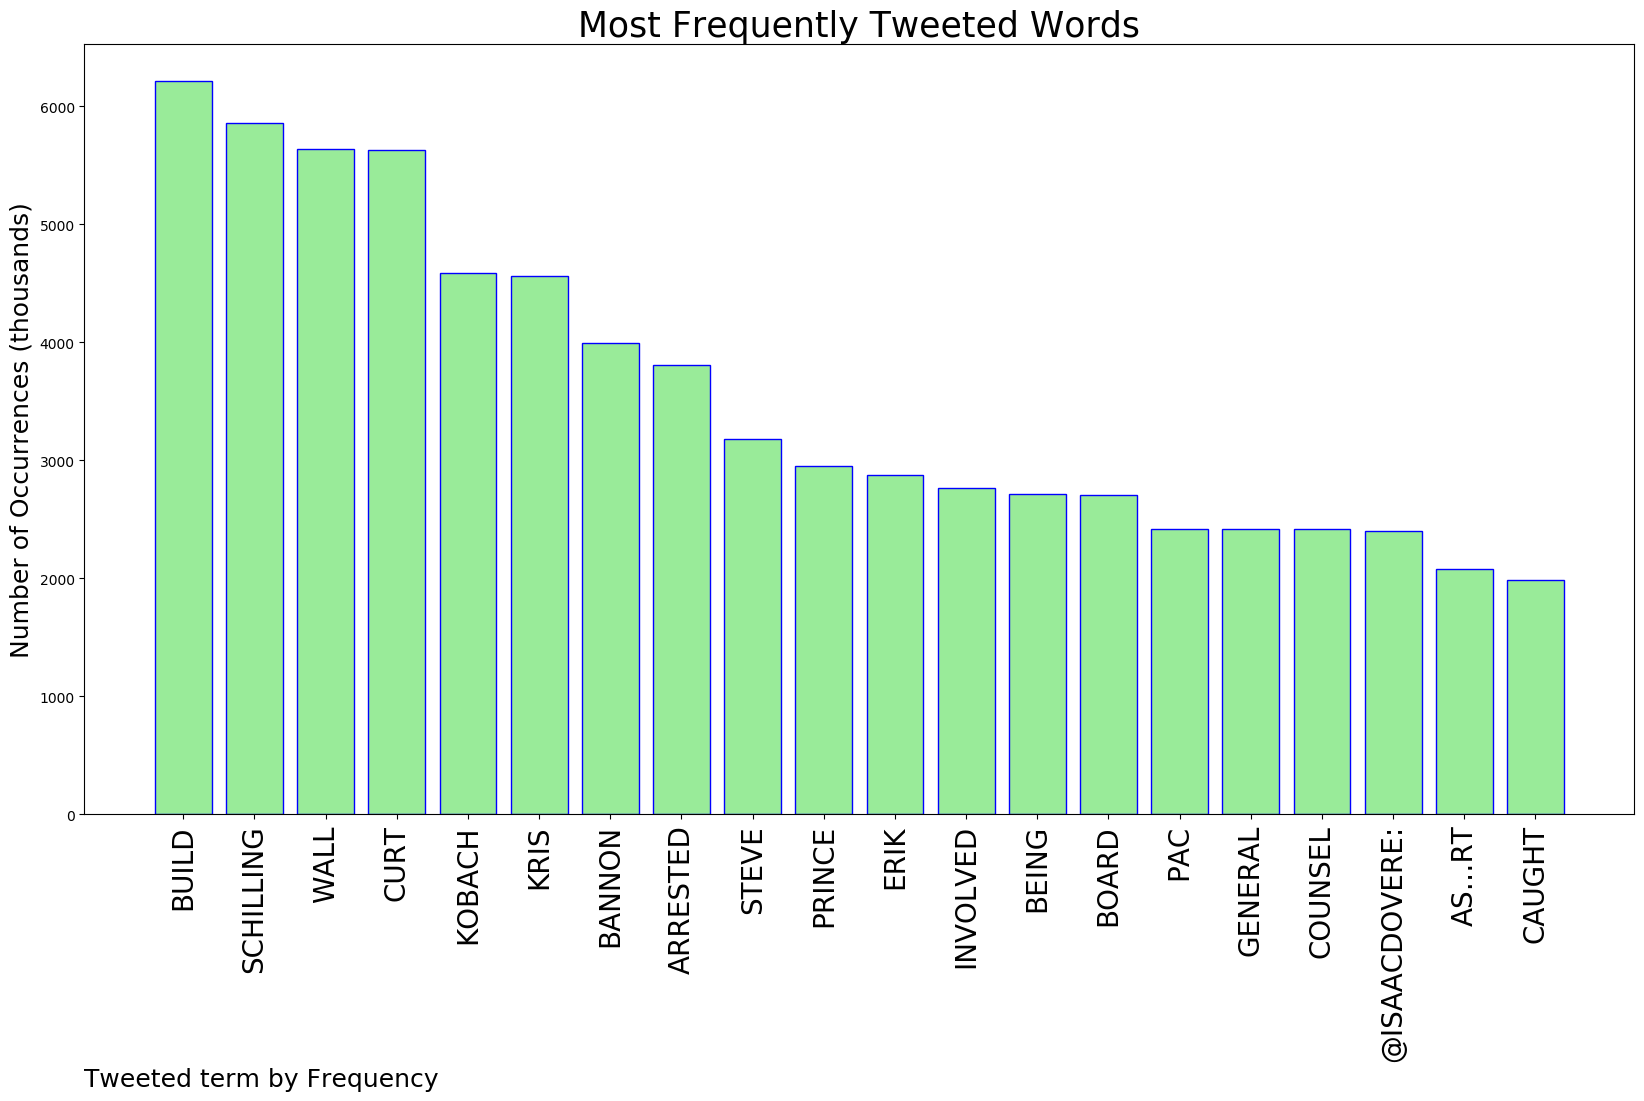 Most Frequently Tweeted Words
Number of Occurrences (thousands)
6000
5000
4000
3000
2000
1000
0
BUILD
SCHILLING
WALL
CURT
KOBACH
KRIS
BANNON
ARRESTED
STEVE
PRINCE
ERIK
INVOLVED
BEING
BOARD
PAC
GENERAL
COUNSEL
@ISAACDOVERE:
AS...RT
CAUGHT
Tweeted term by Frequency